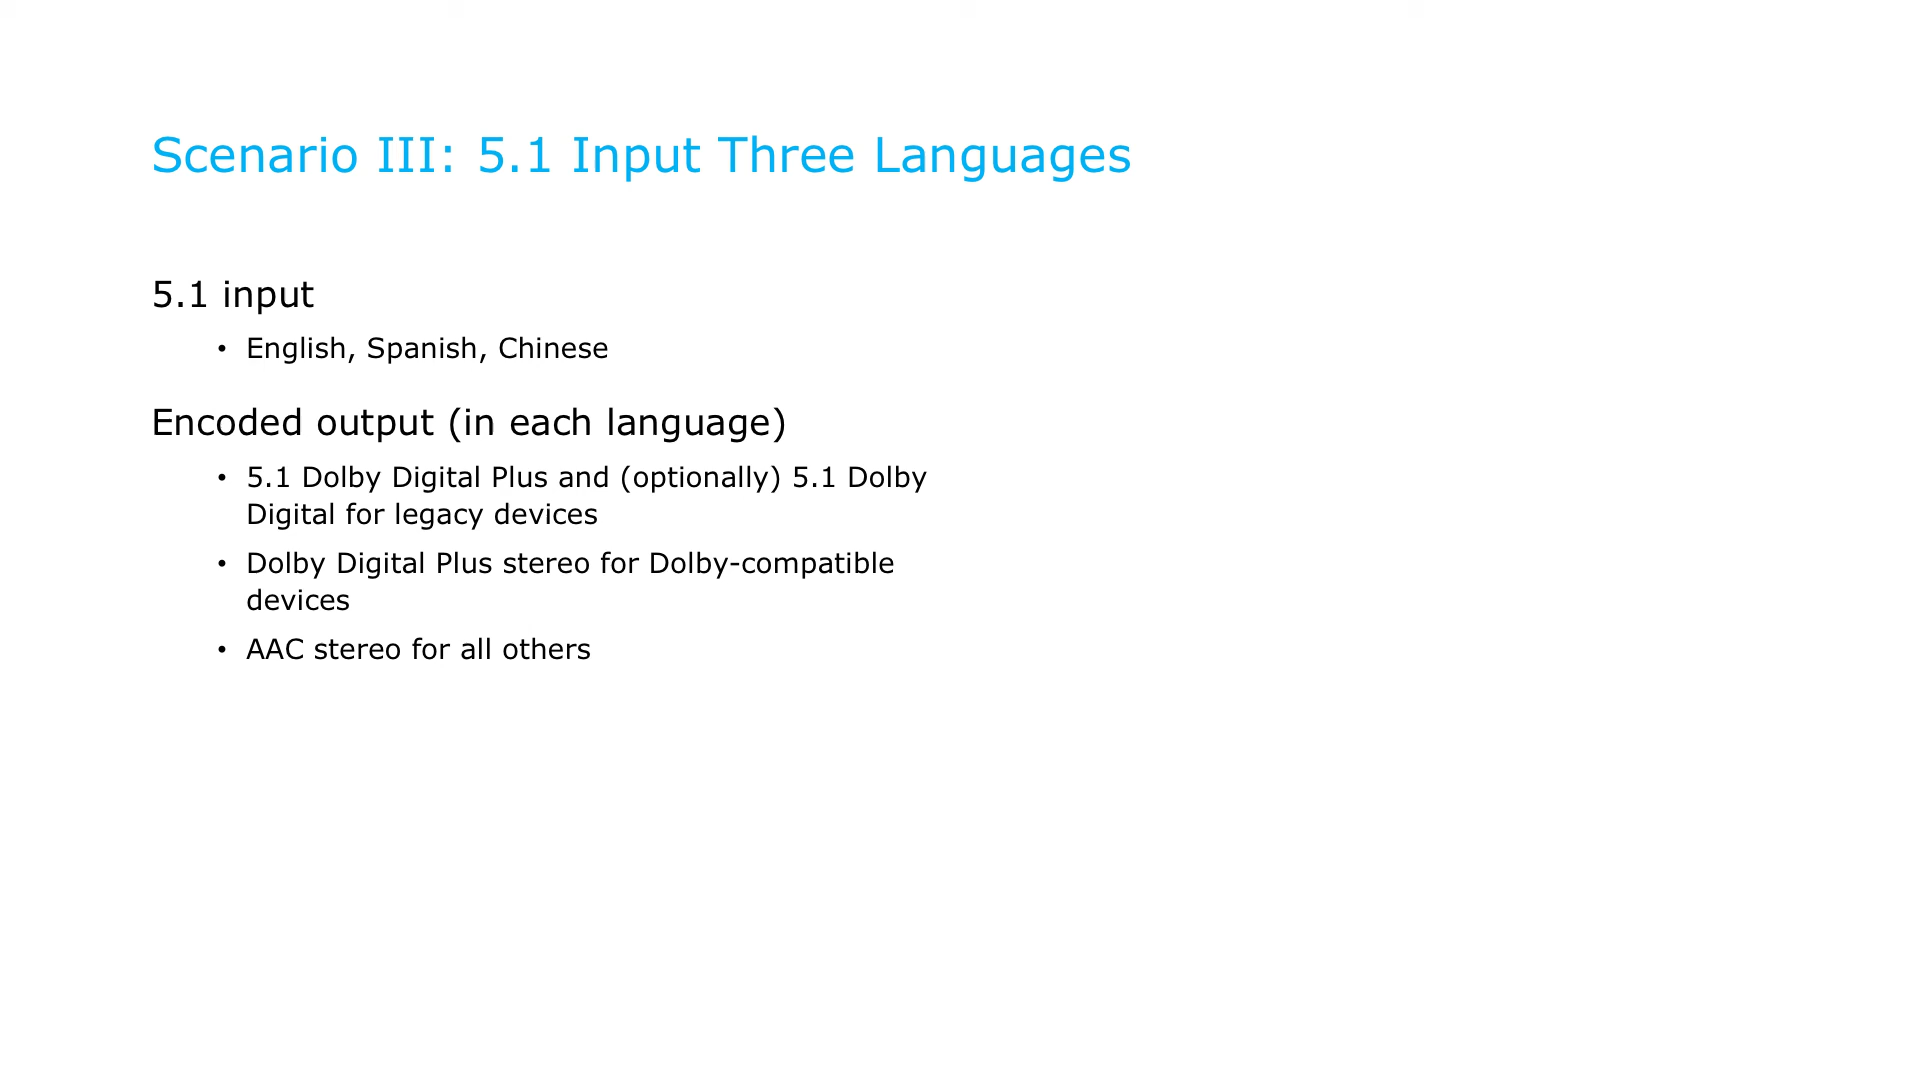 Scenario III: 5.1 Input Three Languages
5.1 input
• English, Spanish, Chinese
Encoded output (in each language)
• 5.1 Dolby Digital Plus and (optionally) 5.1 Dolby
Digital for legacy devices
• Dolby Digital Plus stereo for Dolby-compatible
devices
• AAC stereo for all others